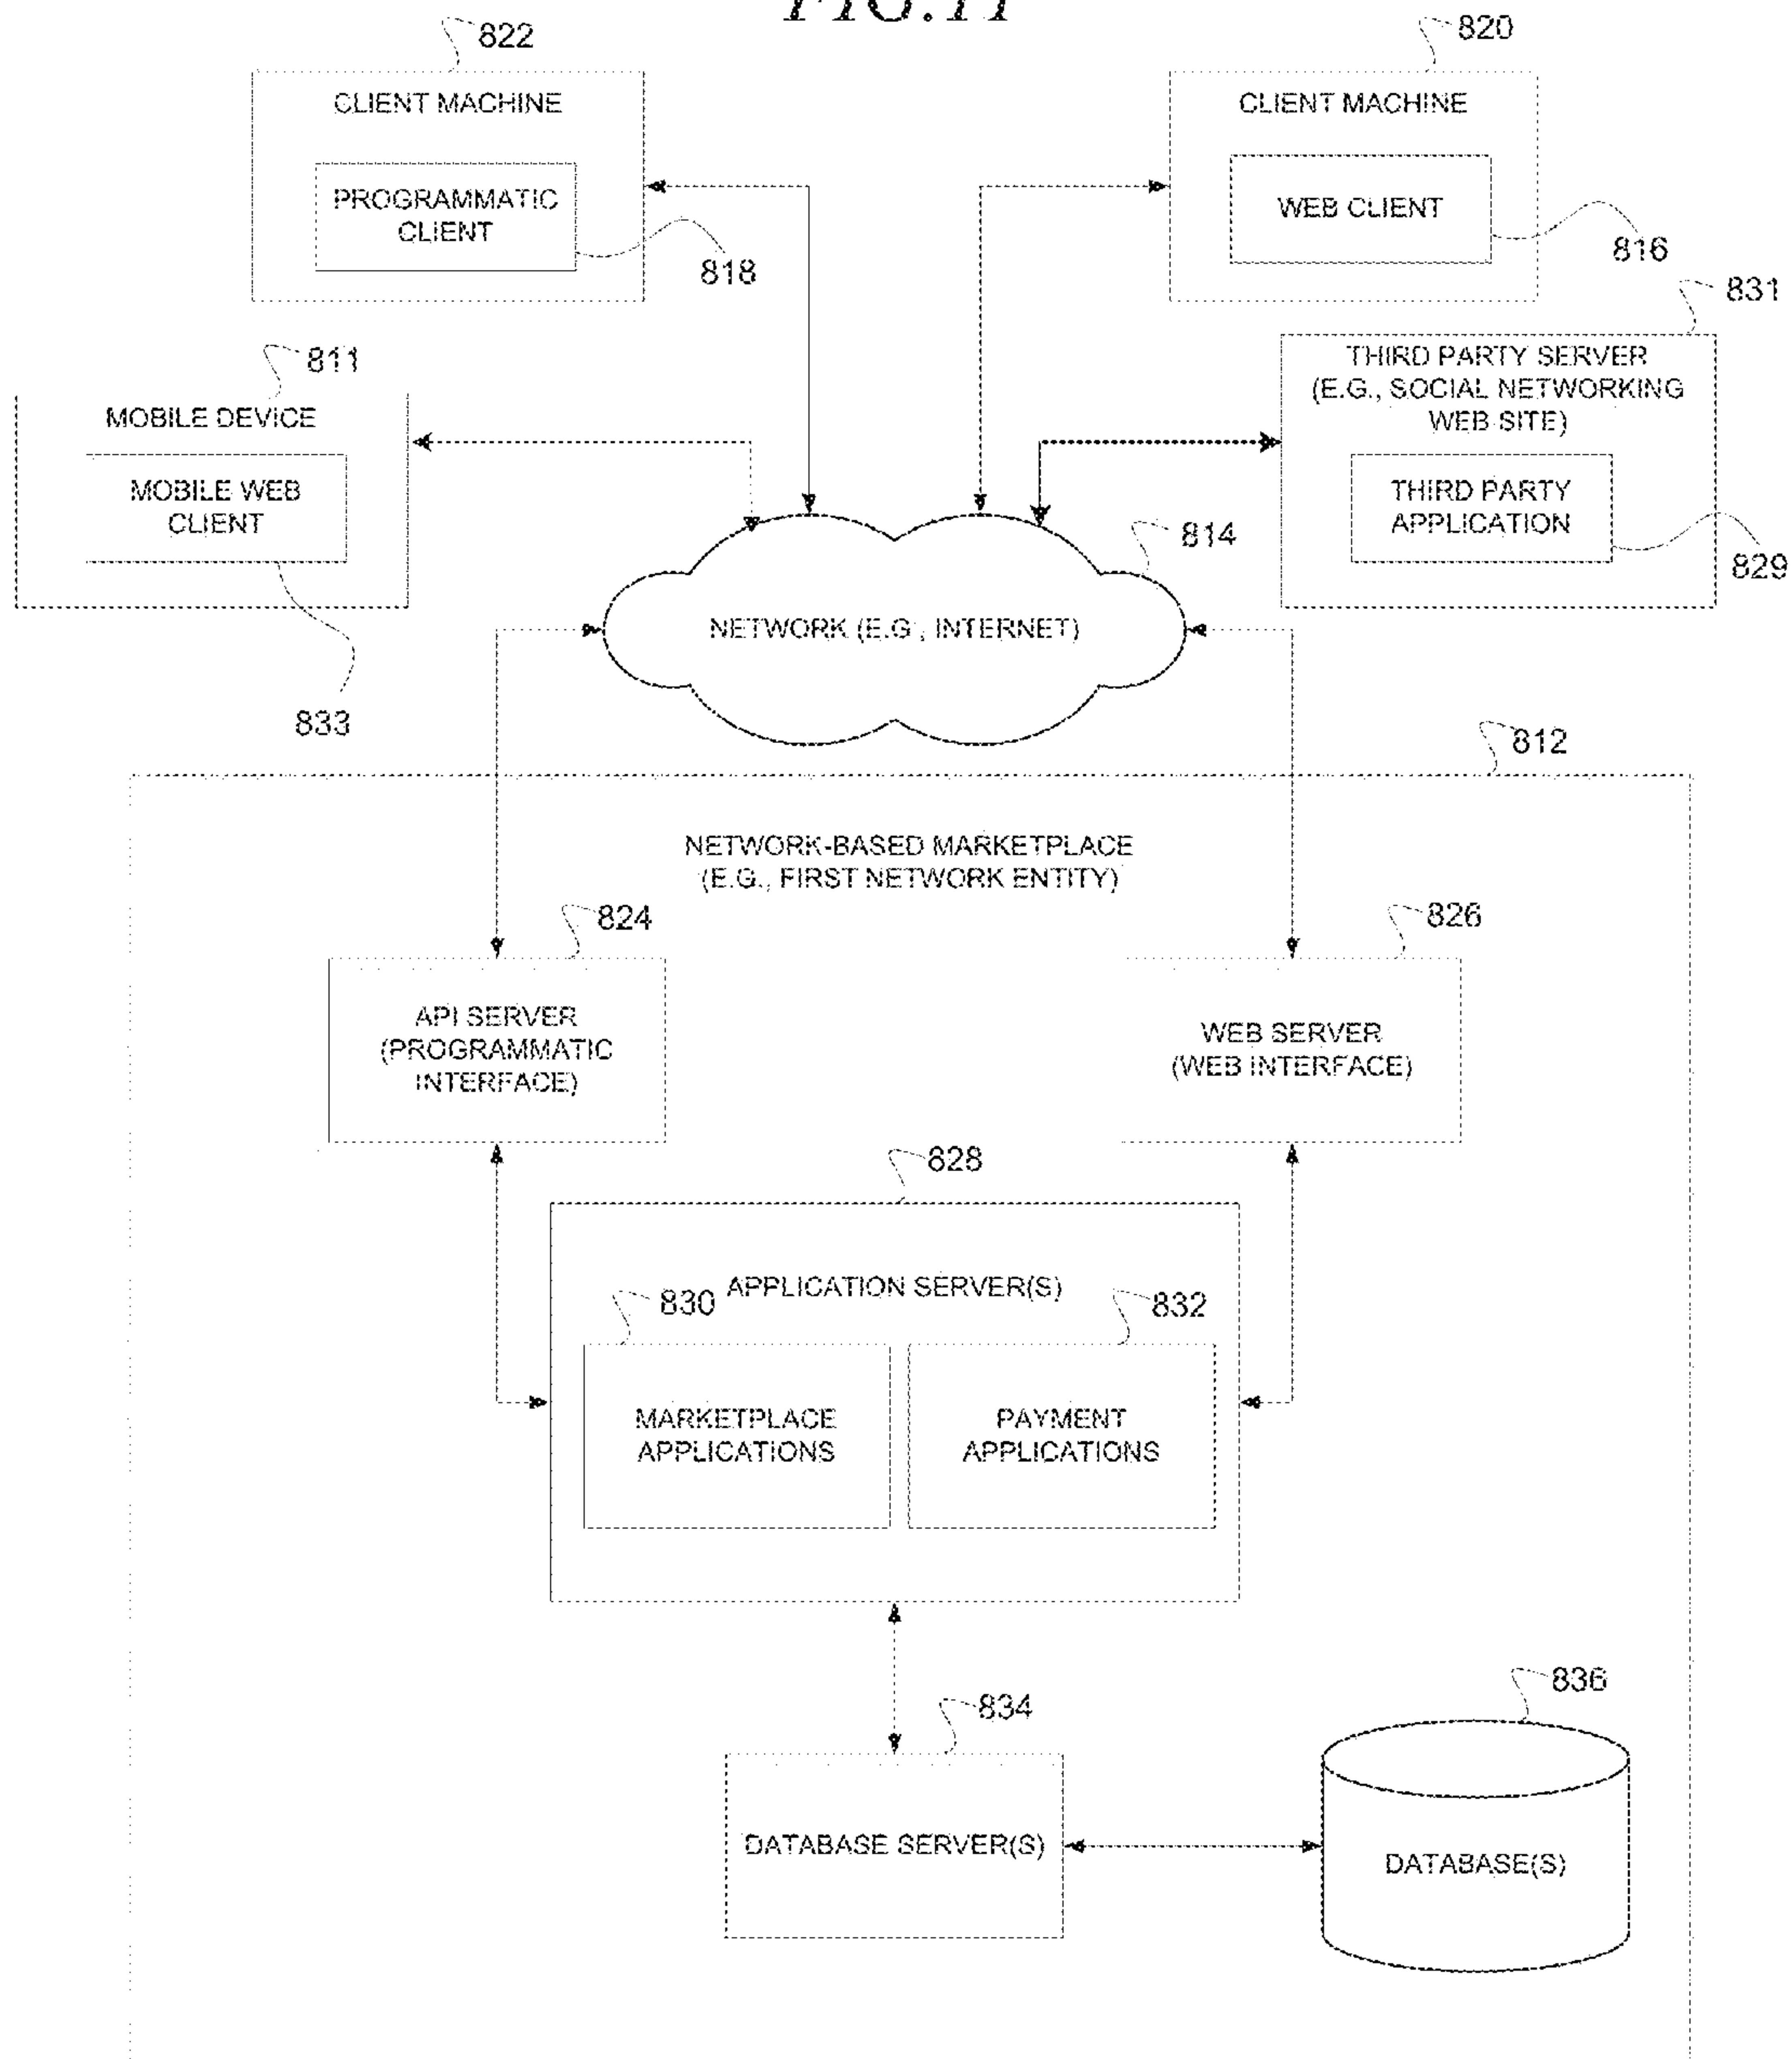 FIG. 11
822
820
CLIENT MACHINE
PROGRAMMATIC
CLIENT
818
CLIENT MACHINE
WEB CLIENT
816
831
811
MOBILE DEVICE
MOBILE WEB
CLIENT
833
THIRD PARTY SERVER
(E.G., SOCIAL NETWORKING
WEB SITE)
THIRD PARTY
APPLICATION
829
814
NETWORK (E.G., INTERNET)
812
NETWORK-BASED MARKETPLACE
(E.G., FIRST NETWORK ENTITY)
824
826
API SERVER
(PROGRAMMATIC
INTERFACE)
WEB SERVER
(WEB INTERFACE)
828
APPLICATION SERVER(S)
830
832
MARKETPLACE
APPLICATIONS
PAYMENT
APPLICATIONS
834
836
DATABASE SERVER(S)
DATABASE(S)